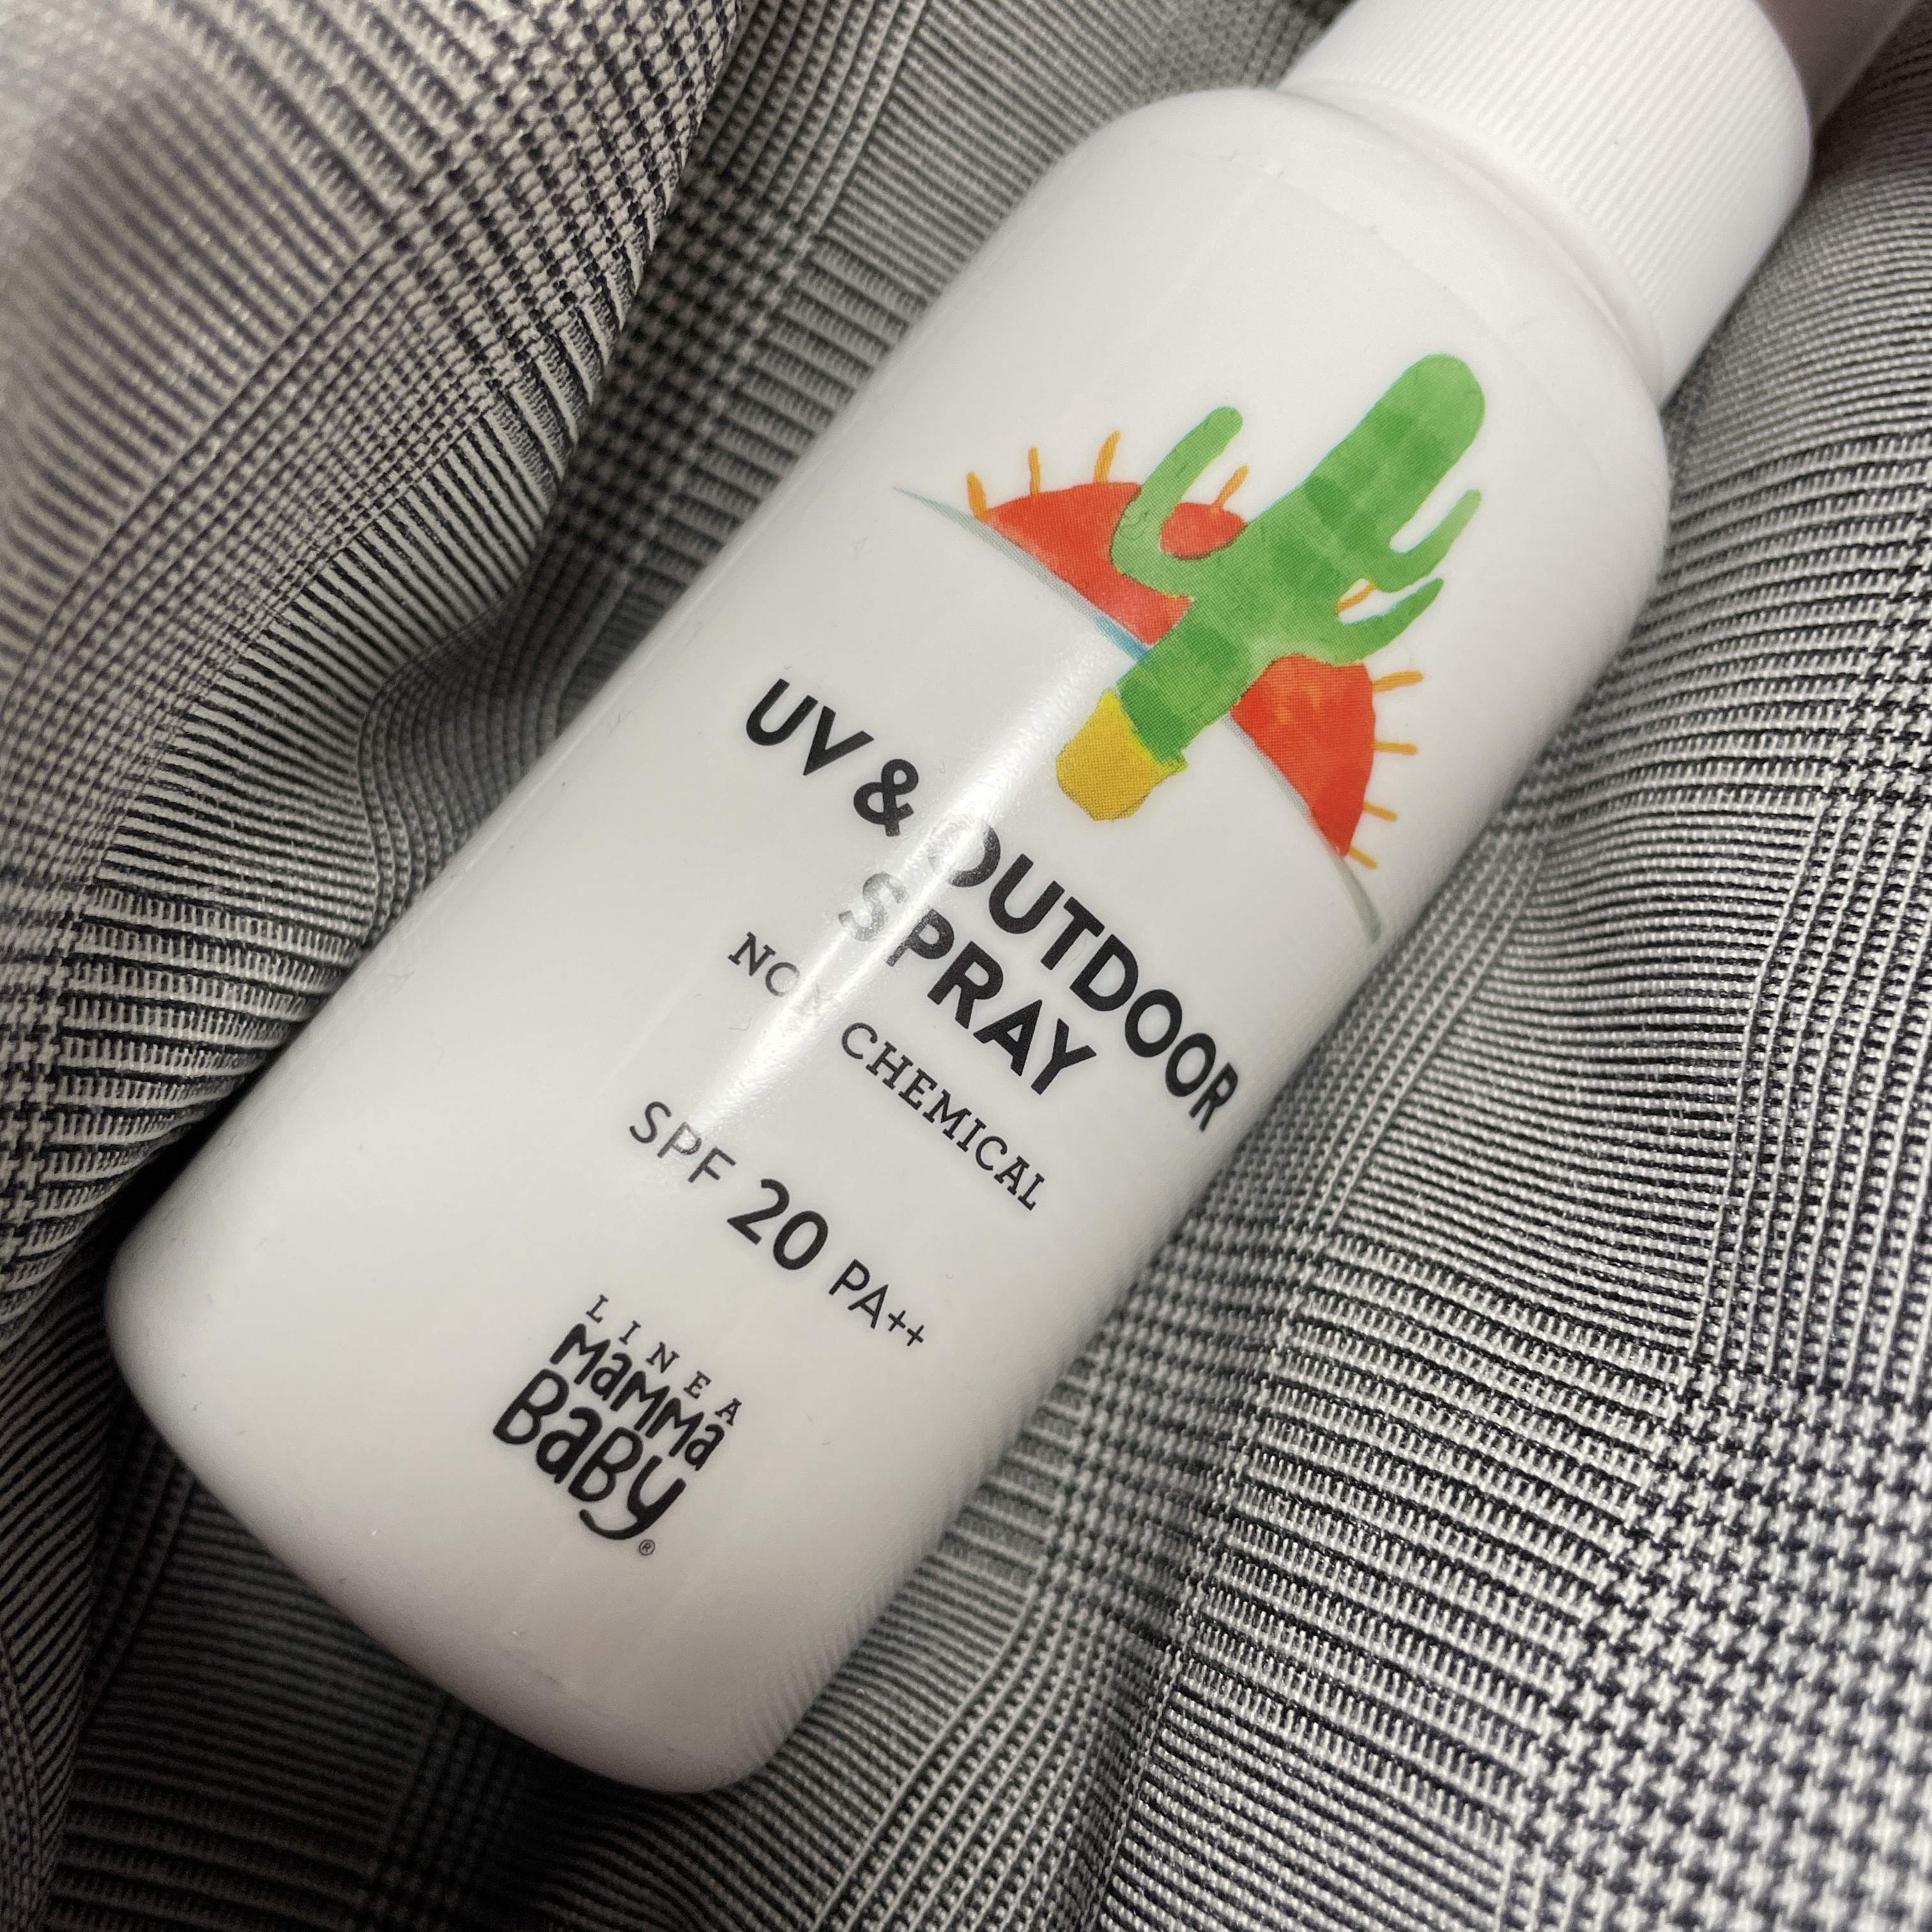 UV & OUTDOOR
SPRAY
NON CHEMICAL
SPF 20 PA++
LINEA
MaMMa
BaBy
®